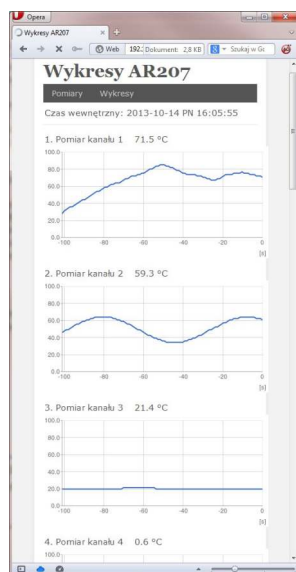 Opera
Wykresy AR207
Web
192.
Dokument: 2,8 KB
Szukaj w Go
Wykresy AR207
Pomiary Wykresy
Czas wewnętrzny: 2013-10-14 PN 16:05:55
1. Pomiar kanału 1 71.5 °C
100.0
80.0
60.0
40.0
20.0
0.0
-100 -80 -60 -40 -20 0
[s]
2. Pomiar kanału 2 59.3 °C
100.0
80.0
60.0
40.0
20.0
0.0
-100 -80 -60 -40 -20 0
[s]
3. Pomiar kanału 3 21.4 °C
100.0
80.0
60.0
40.0
20.0
0.0
-100 -80 -60 -40 -20 0
[s]
4. Pomiar kanału 4 0.6 °C
100.0